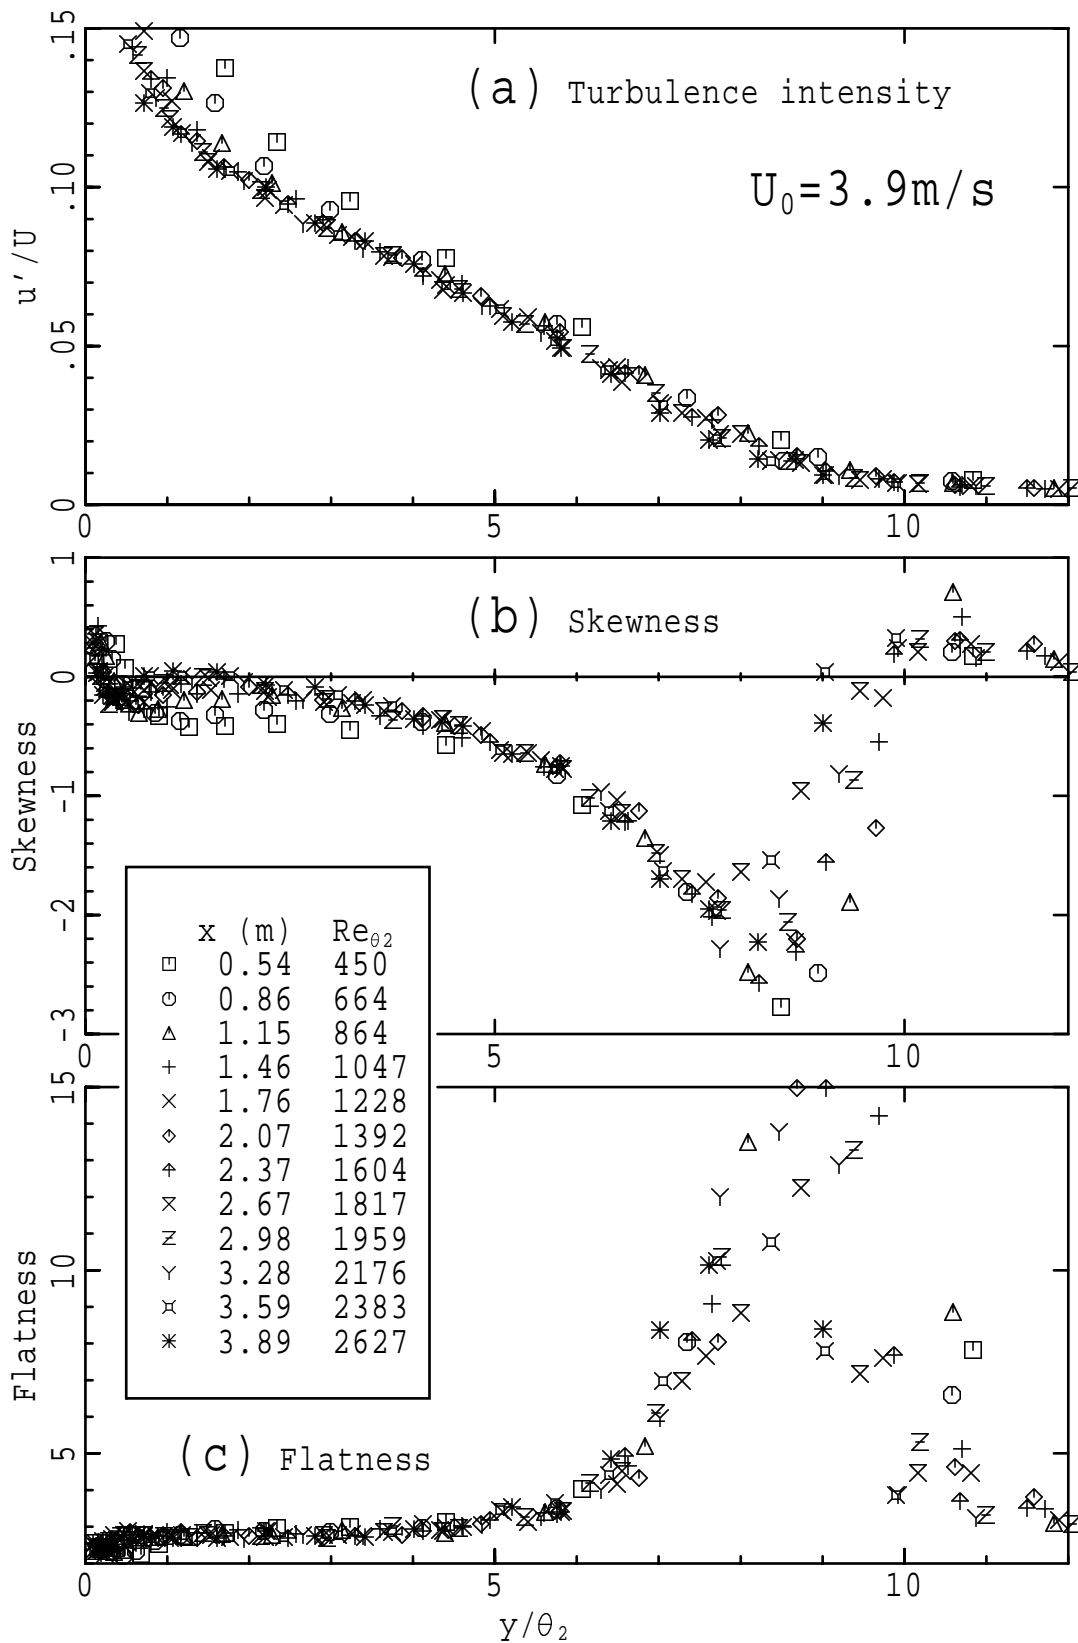 .15
(a) Turbulence intensity
U₀=3.9m/s
.10
u'/U
.05
0
0 5 10
1
(b) Skewness
0
Skewness
-1
-2
-3
0 5 10
x (m) Reθ2
0.54 450
0.86 664
1.15 864
1.46 1047
1.76 1228
2.07 1392
2.37 1604
2.67 1817
2.98 1959
3.28 2176
3.59 2383
3.89 2627
15
10
Flatness
5
(c) Flatness
0 5 10
y/θ₂